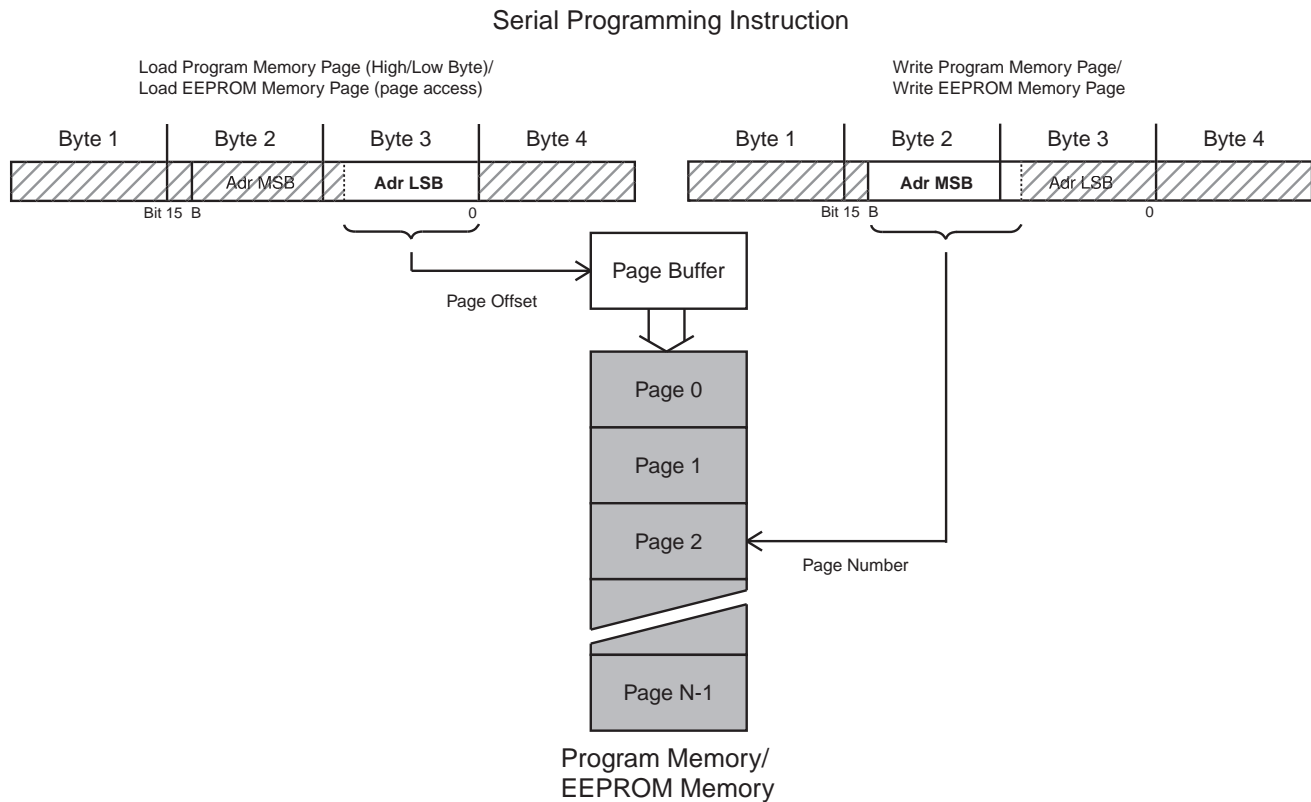 Serial Programming Instruction
Load Program Memory Page (High/Low Byte)/
Load EEPROM Memory Page (page access)
Write Program Memory Page/
Write EEPROM Memory Page
Byte 1 Byte 2 Byte 3 Byte 4
Byte 1 Byte 2 Byte 3 Byte 4
Adr MSB Adr LSB
Adr MSB Adr LSB
Bit 15 B 0
Bit 15 B 0
Page Buffer
Page Offset
Page 0
Page 1
Page 2
Page Number
Page N-1
Program Memory/
EEPROM Memory